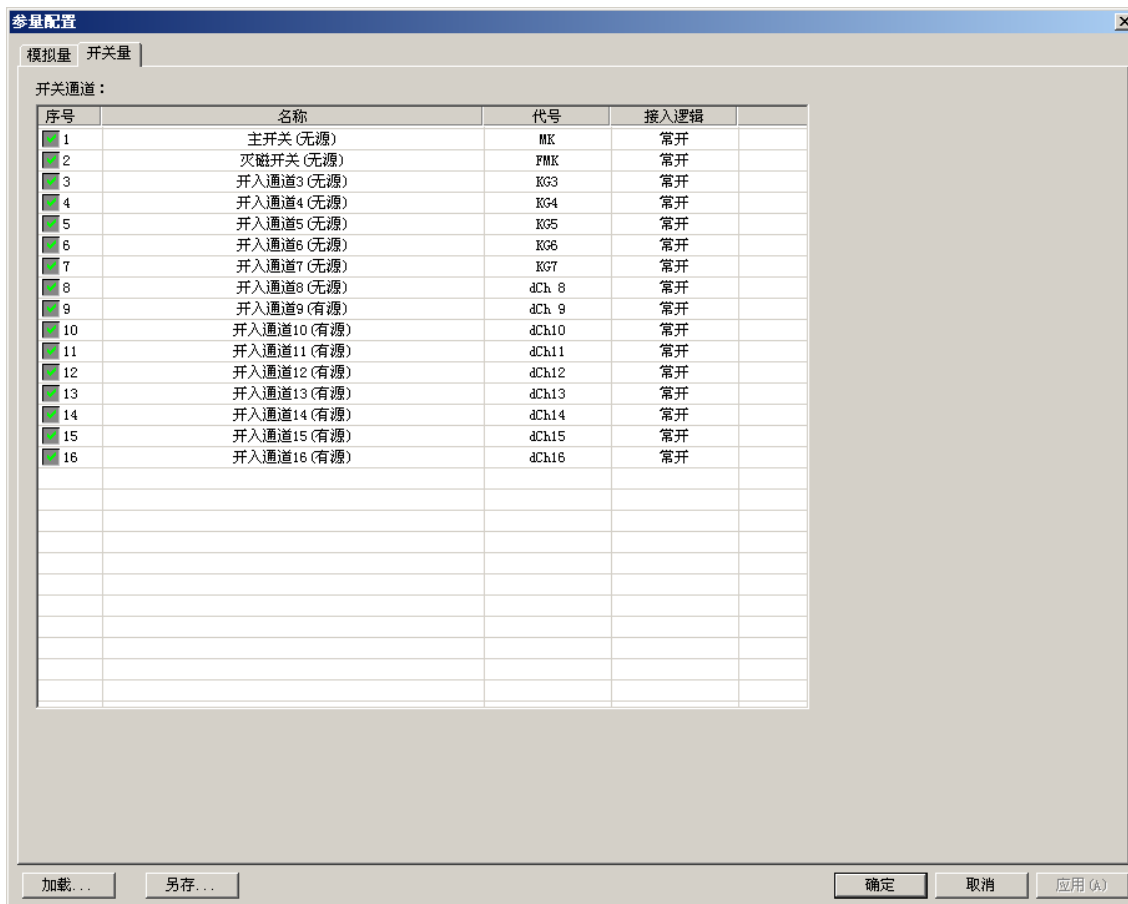 参量配置
模拟量 开关量
开关通道：
序号 名称 代号 接入逻辑
1 主开关(无源) MK 常开
2 灭磁开关(无源) FMK 常开
3 开入通道3(无源) KG3 常开
4 开入通道4(无源) KG4 常开
5 开入通道5(无源) KG5 常开
6 开入通道6(无源) KG6 常开
7 开入通道7(无源) KG7 常开
8 开入通道8(无源) dCh 8 常开
9 开入通道9(有源) dCh 9 常开
10 开入通道10(有源) dCh10 常开
11 开入通道11(有源) dCh11 常开
12 开入通道12(有源) dCh12 常开
13 开入通道13(有源) dCh13 常开
14 开入通道14(有源) dCh14 常开
15 开入通道15(有源) dCh15 常开
16 开入通道16(有源) dCh16 常开
加载... 另存... 确定 取消 应用(A)